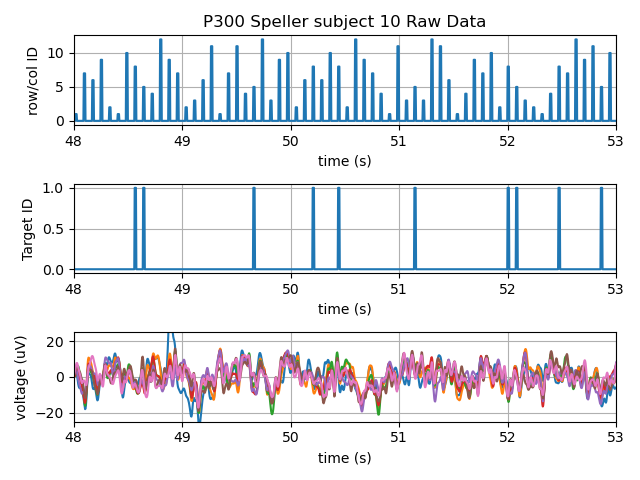 P300 Speller subject 10 Raw Data
row/col ID
10
5
0
48 49 50 51 52 53
time (s)
Target ID
1.0
0.5
0.0
48 49 50 51 52 53
time (s)
voltage (uV)
20
0
−20
48 49 50 51 52 53
time (s)